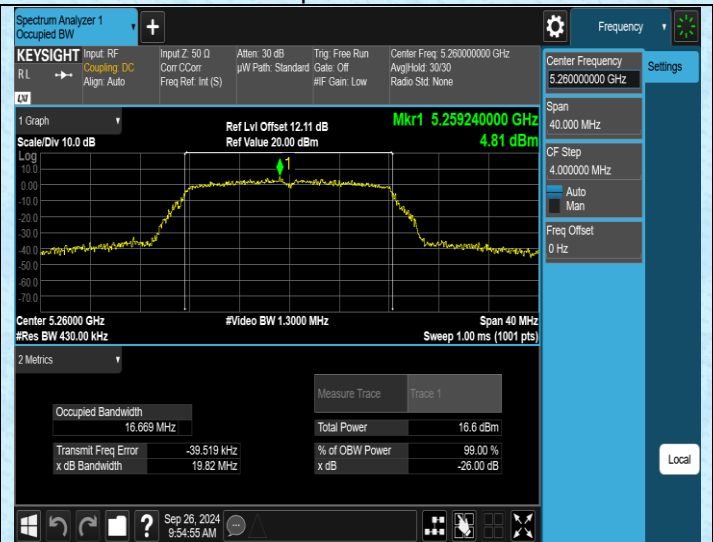 Spectrum Analyzer 1
Occupied BW
Frequency
KEYSIGHT
RL
LXI
Input: RF
Coupling: DC
Align: Auto
Input Z: 50 Ω
Corr CCorr
Freq Ref: Int (S)
Atten: 30 dB
µW Path: Standard
Trig: Free Run
Gate: Off
#IF Gain: Low
Center Freq: 5.260000000 GHz
Avg|Hold: 30/30
Radio Std: None
Center Frequency
5.260000000 GHz
Settings
Span
40.000 MHz
CF Step
4.000000 MHz
Auto
Man
Freq Offset
0 Hz
Local
1 Graph
Scale/Div 10.0 dB
Ref Lvl Offset 12.11 dB
Ref Value 20.00 dBm
Mkr1 5.259240000 GHz
4.81 dBm
Log
10.0
0.00
-10.0
-20.0
-30.0
-40.0
-50.0
-60.0
-70.0
1
Center 5.26000 GHz
#Video BW 1.3000 MHz
Span 40 MHz
#Res BW 430.00 kHz
Sweep 1.00 ms (1001 pts)
2 Metrics
Measure Trace
Trace 1
Occupied Bandwidth
16.669 MHz
Total Power
16.6 dBm
Transmit Freq Error
-39.519 kHz
% of OBW Power
99.00 %
x dB Bandwidth
19.82 MHz
x dB
-26.00 dB
?
Sep 26, 2024
9:54:55 AM